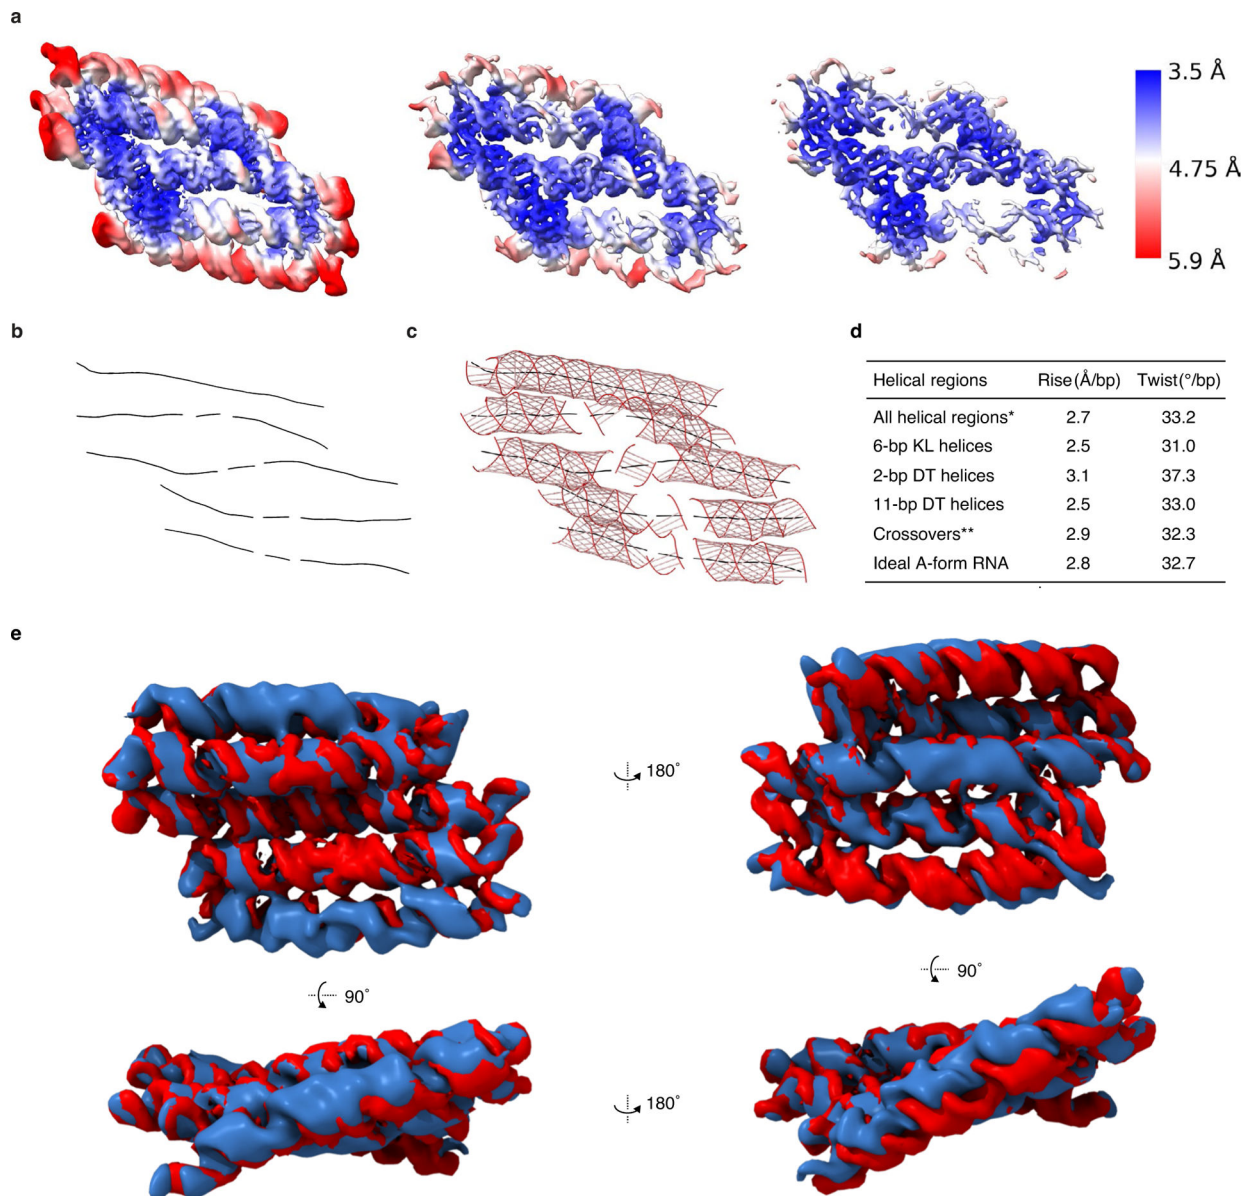 a
3.5 Å
4.75 Å
5.9 Å
b
c
d
Helical regions Rise (Å/bp) Twist (°/bp)
All helical regions* 2.7 33.2
6-bp KL helices 2.5 31.0
2-bp DT helices 3.1 37.3
11-bp DT helices 2.5 33.0
Crossovers** 2.9 32.3
Ideal A-form RNA 2.8 32.7
e
180°
90°
90°
180°